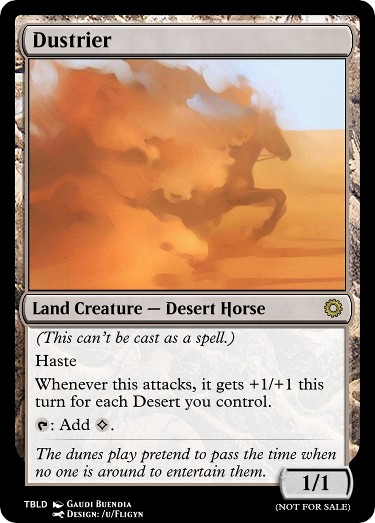 Dustrier
Land Creature — Desert Horse
(This can't be cast as a spell.)
Haste
Whenever this attacks, it gets +1/+1 this
turn for each Desert you control.
: Add .
The dunes play pretend to pass the time when
no one is around to entertain them.
1/1
TBLD Gaudi Buendia
Design: /u/Fligyn
(NOT FOR SALE)